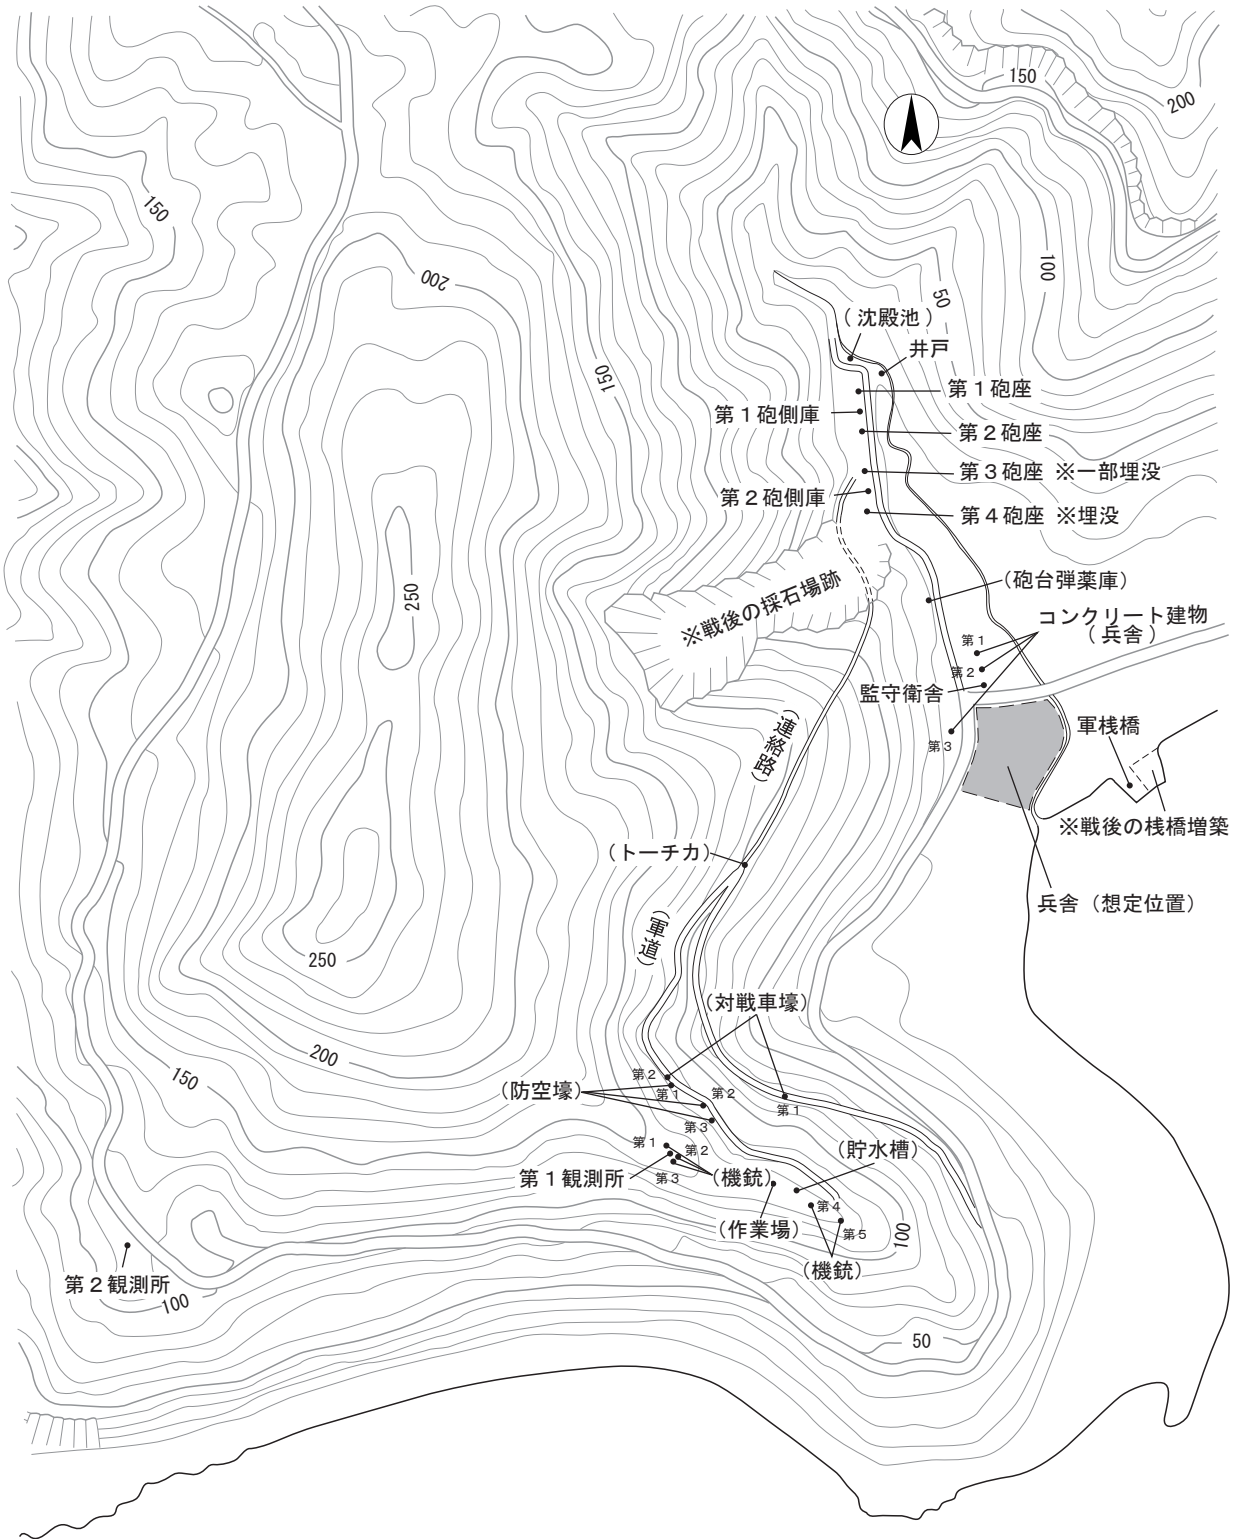 150
200
150
200
100
50
(沈殿池)
井戸
150
第1砲座
第1砲側庫
第2砲座
第3砲座 ※一部埋没
第2砲側庫
第4砲座 ※埋没
250
※戦後の採石場跡
(砲台弾薬庫)
コンクリート建物
(兵舎)
第1
第2
監守衛舎
第3
(連絡路)
軍桟橋
※戦後の桟橋増築
(トーチカ)
兵舎(想定位置)
(軍道)
250
(対戦車壕)
200
150
第2
(防空壕)
第1
第2
第1
第3
第1
第2
(貯水槽)
第1観測所
第3
(機銃)
第4
(作業場)
第5
100
(機銃)
第2観測所
100
50